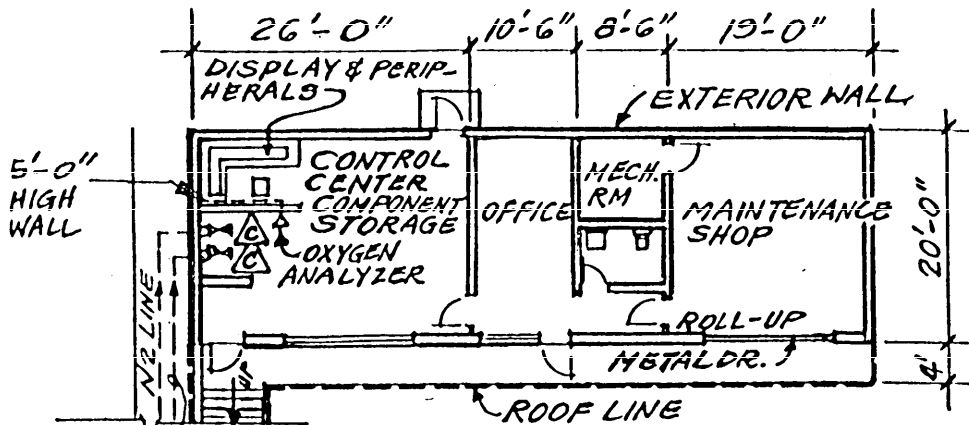 26'-0" 10'-6" 8'-6" 19'-0"
DISPLAY & PERIP-
HERALS
EXTERIOR WALL
5'-0"
HIGH
WALL
CONTROL
CENTER
COMPONENT
STORAGE
OFFICE
MECH.
RM
MAINTENANCE
SHOP
20'-0"
C
C
OXYGEN
ANALYZER
N2 LINE
ROLL-UP
METAL DR.
4'
UP
ROOF LINE